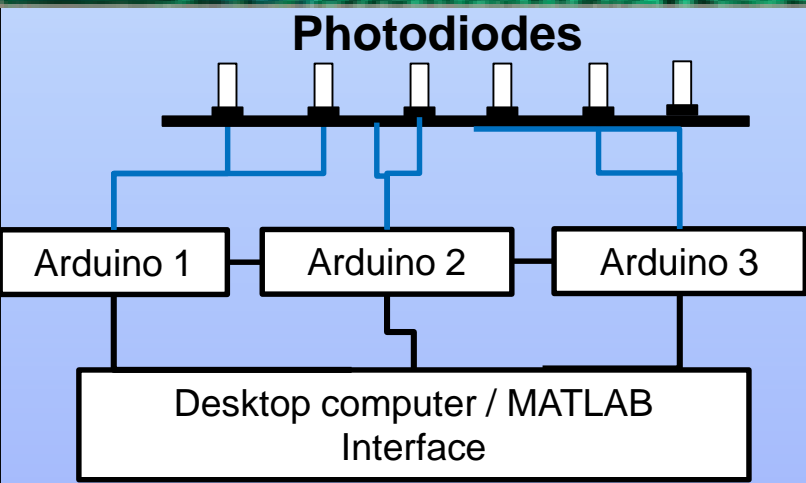 Photodiodes
Arduino 1
Arduino 2
Arduino 3
Desktop computer / MATLAB
Interface